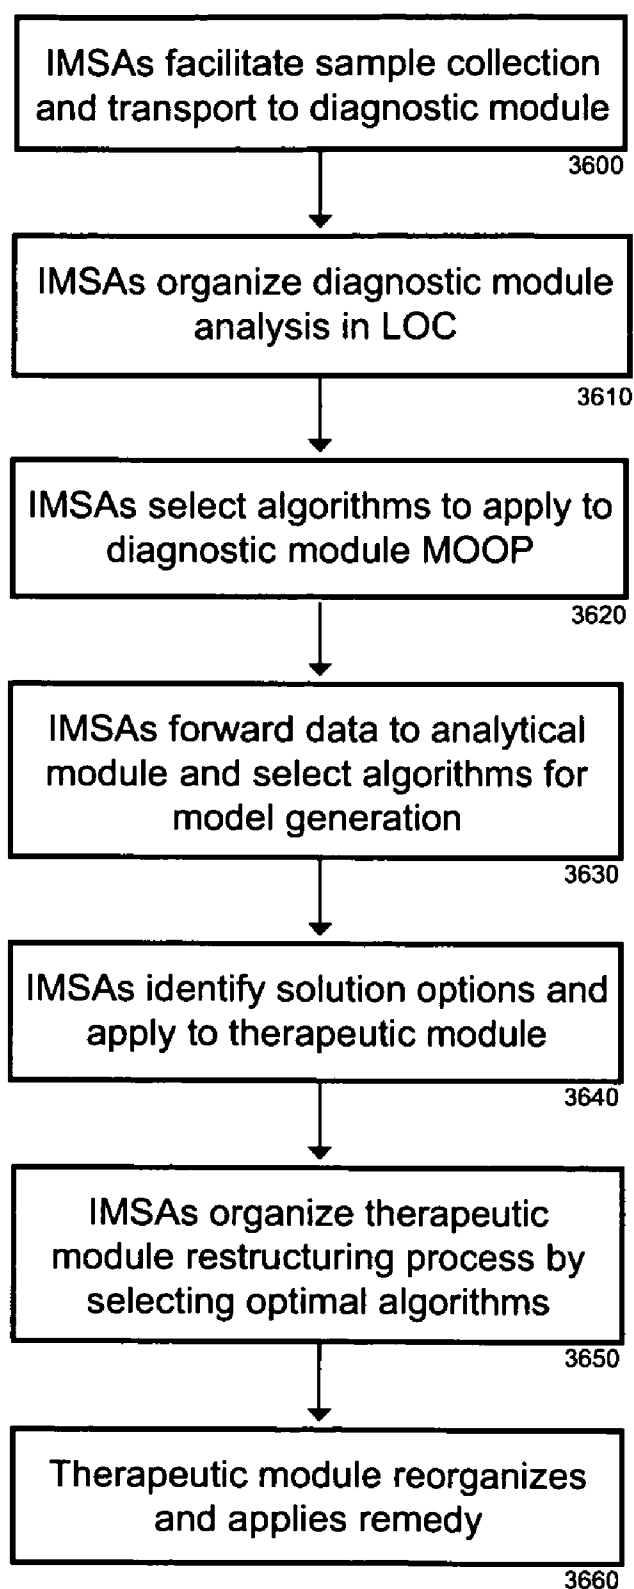 IMSAs facilitate sample collection
and transport to diagnostic module
3600
IMSAs organize diagnostic module
analysis in LOC
3610
IMSAs select algorithms to apply to
diagnostic module MOOP
3620
IMSAs forward data to analytical
module and select algorithms for
model generation
3630
IMSAs identify solution options and
apply to therapeutic module
3640
IMSAs organize therapeutic
module restructuring process by
selecting optimal algorithms
3650
Therapeutic module reorganizes
and applies remedy
3660